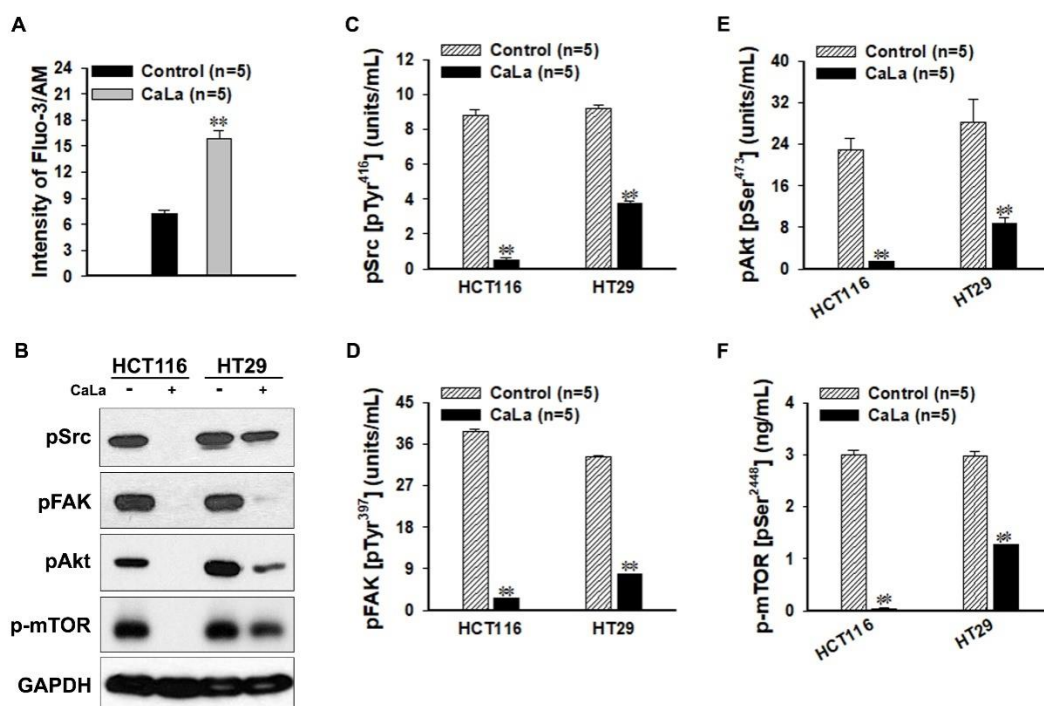 A
Intensity of Fluo-3/AM
24
21
18
15
12
9
6
3
0
Control (n=5)
CaLa (n=5)
**
B
HCT116 HT29
CaLa - + - +
pSrc
pFAK
pAkt
p-mTOR
GAPDH
C
pSrc [pTyr416] (units/mL)
12
10
8
6
4
2
0
Control (n=5)
CaLa (n=5)
**
**
HCT116 HT29
D
pFAK [pTyr397] (units/mL)
45
36
27
18
9
0
Control (n=5)
CaLa (n=5)
**
**
HCT116 HT29
E
pAkt [pSer473] (units/mL)
32
24
16
8
0
Control (n=5)
CaLa (n=5)
**
**
HCT116 HT29
F
p-mTOR [pSer2448] (ng/mL)
4
3
2
1
0
Control (n=5)
CaLa (n=5)
**
**
HCT116 HT29